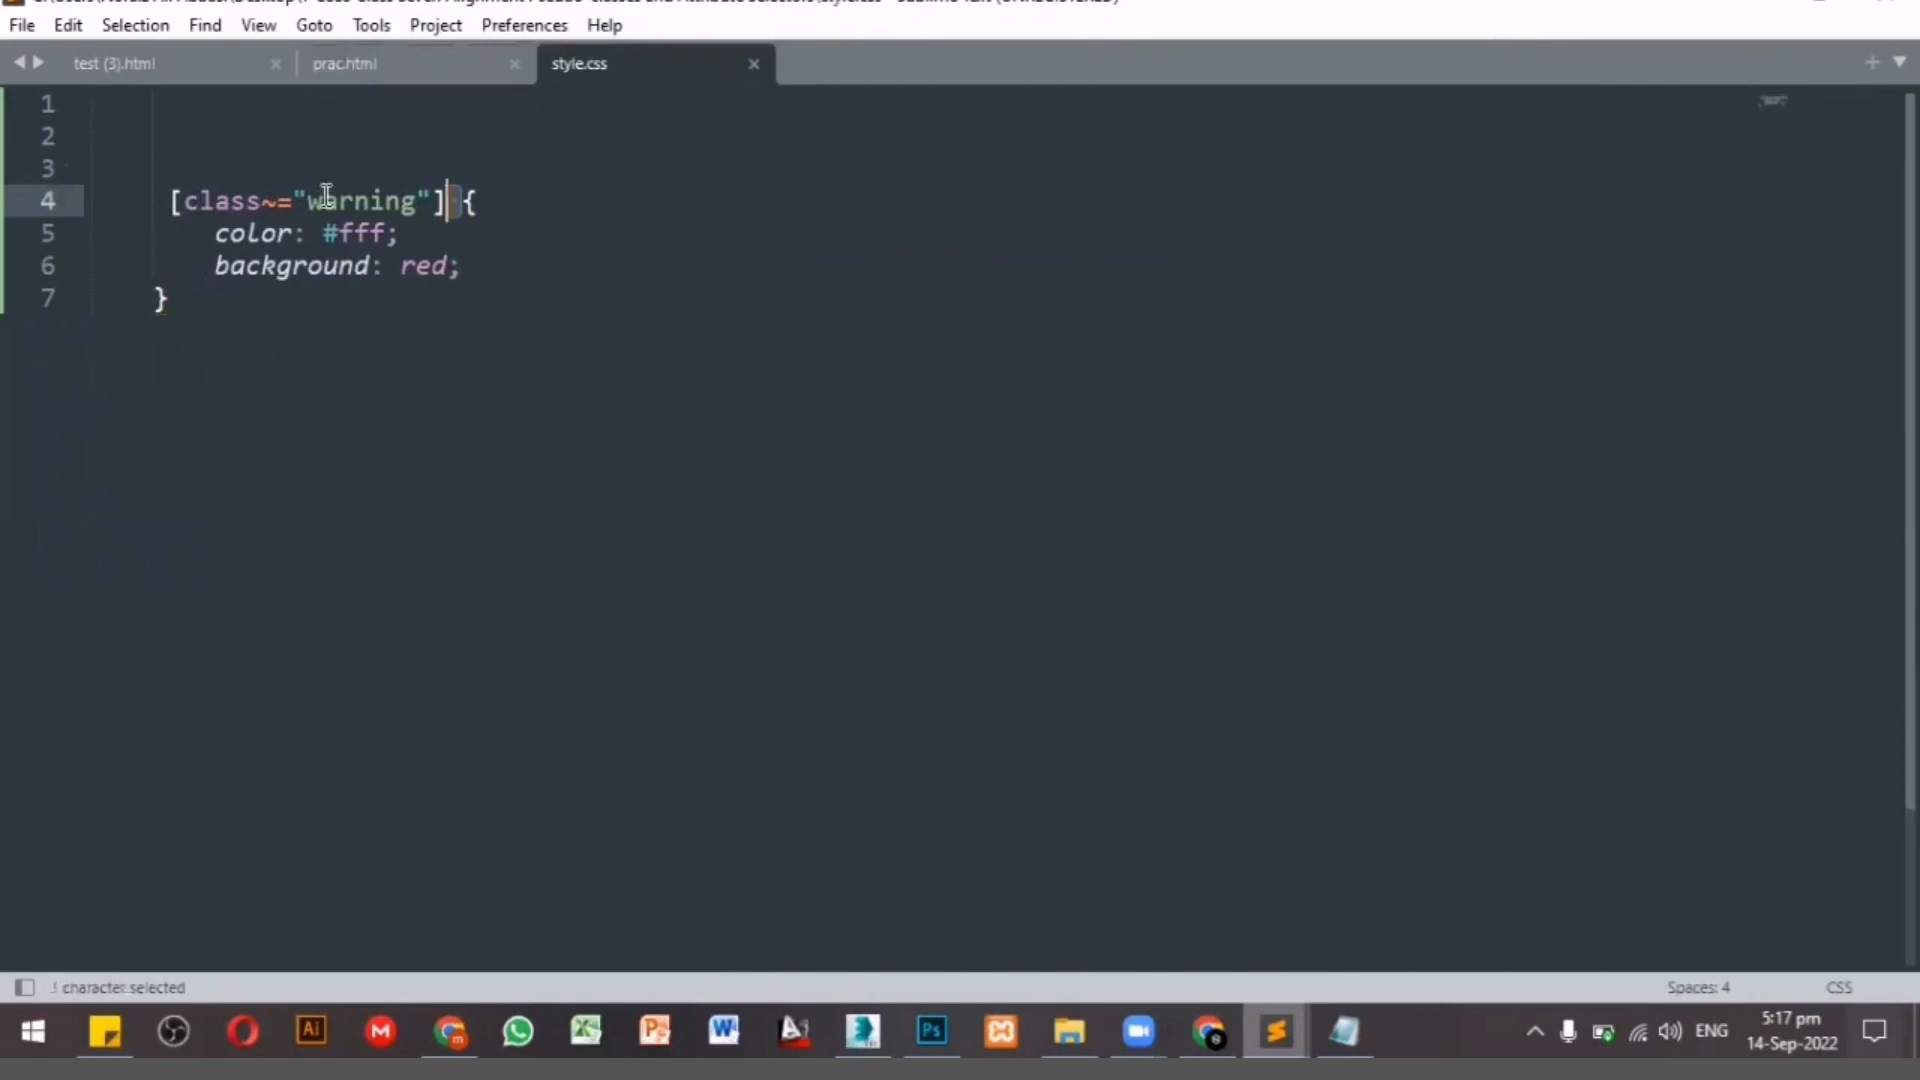 File Edit Selection Find View Goto Tools Project Preferences Help
test (3).html prac.html style.css
1
2
3
4 [class~="warning"] {
5 color: #fff;
6 background: red;
7 }
character selected Spaces: 4 CSS
Ai M m Ps ENG 5:17 pm
14-Sep-2022